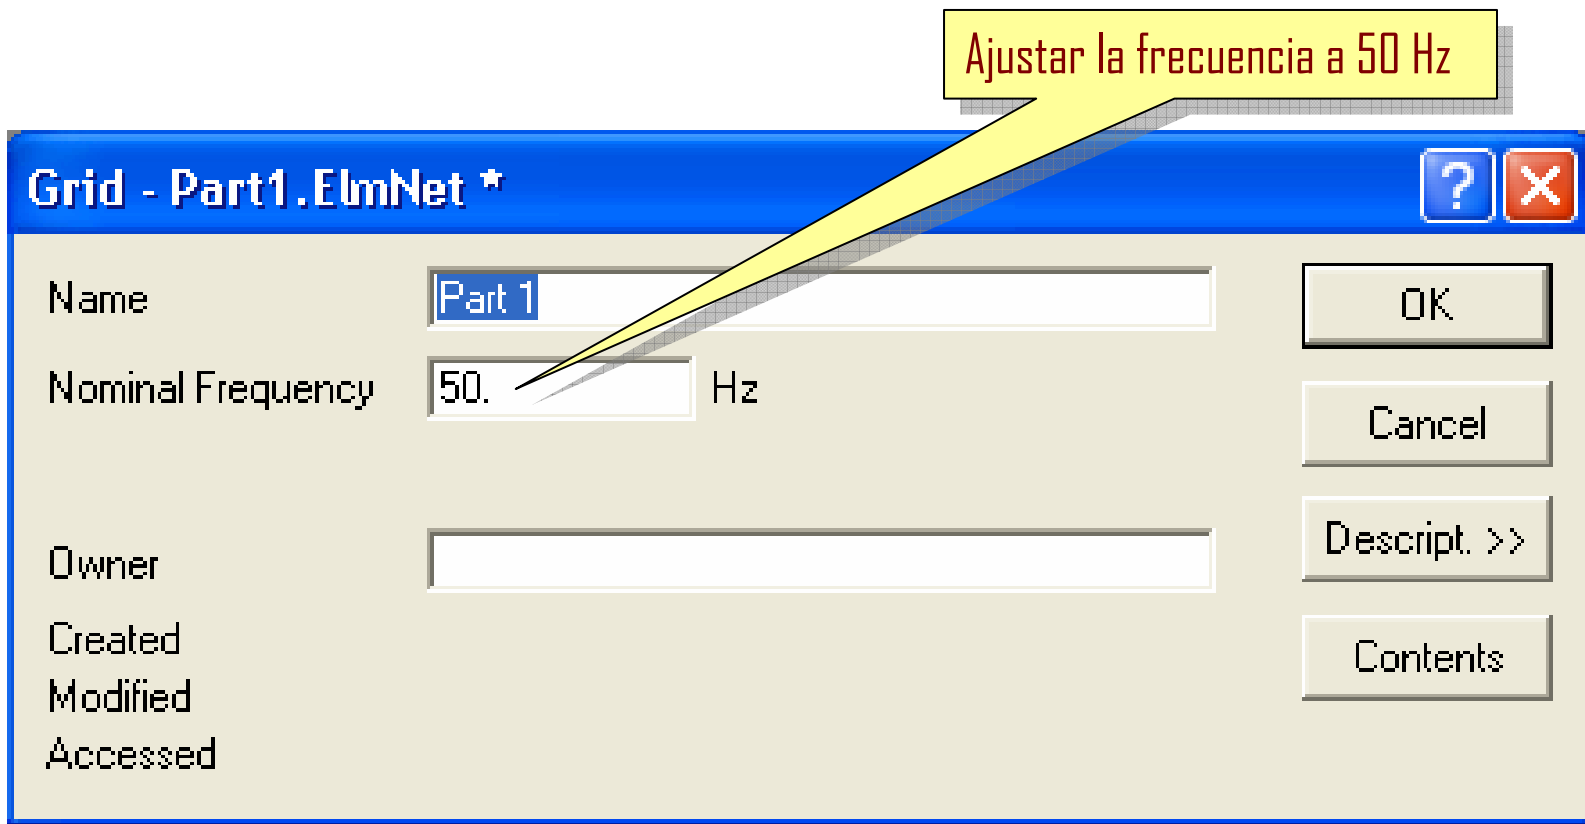 Ajustar la frecuencia a 50 Hz
Grid - Part1.ElmNet *
?
Name
Part 1
OK
Nominal Frequency
50.
Hz
Cancel
Owner
Descript. >>
Created
Contents
Modified
Accessed